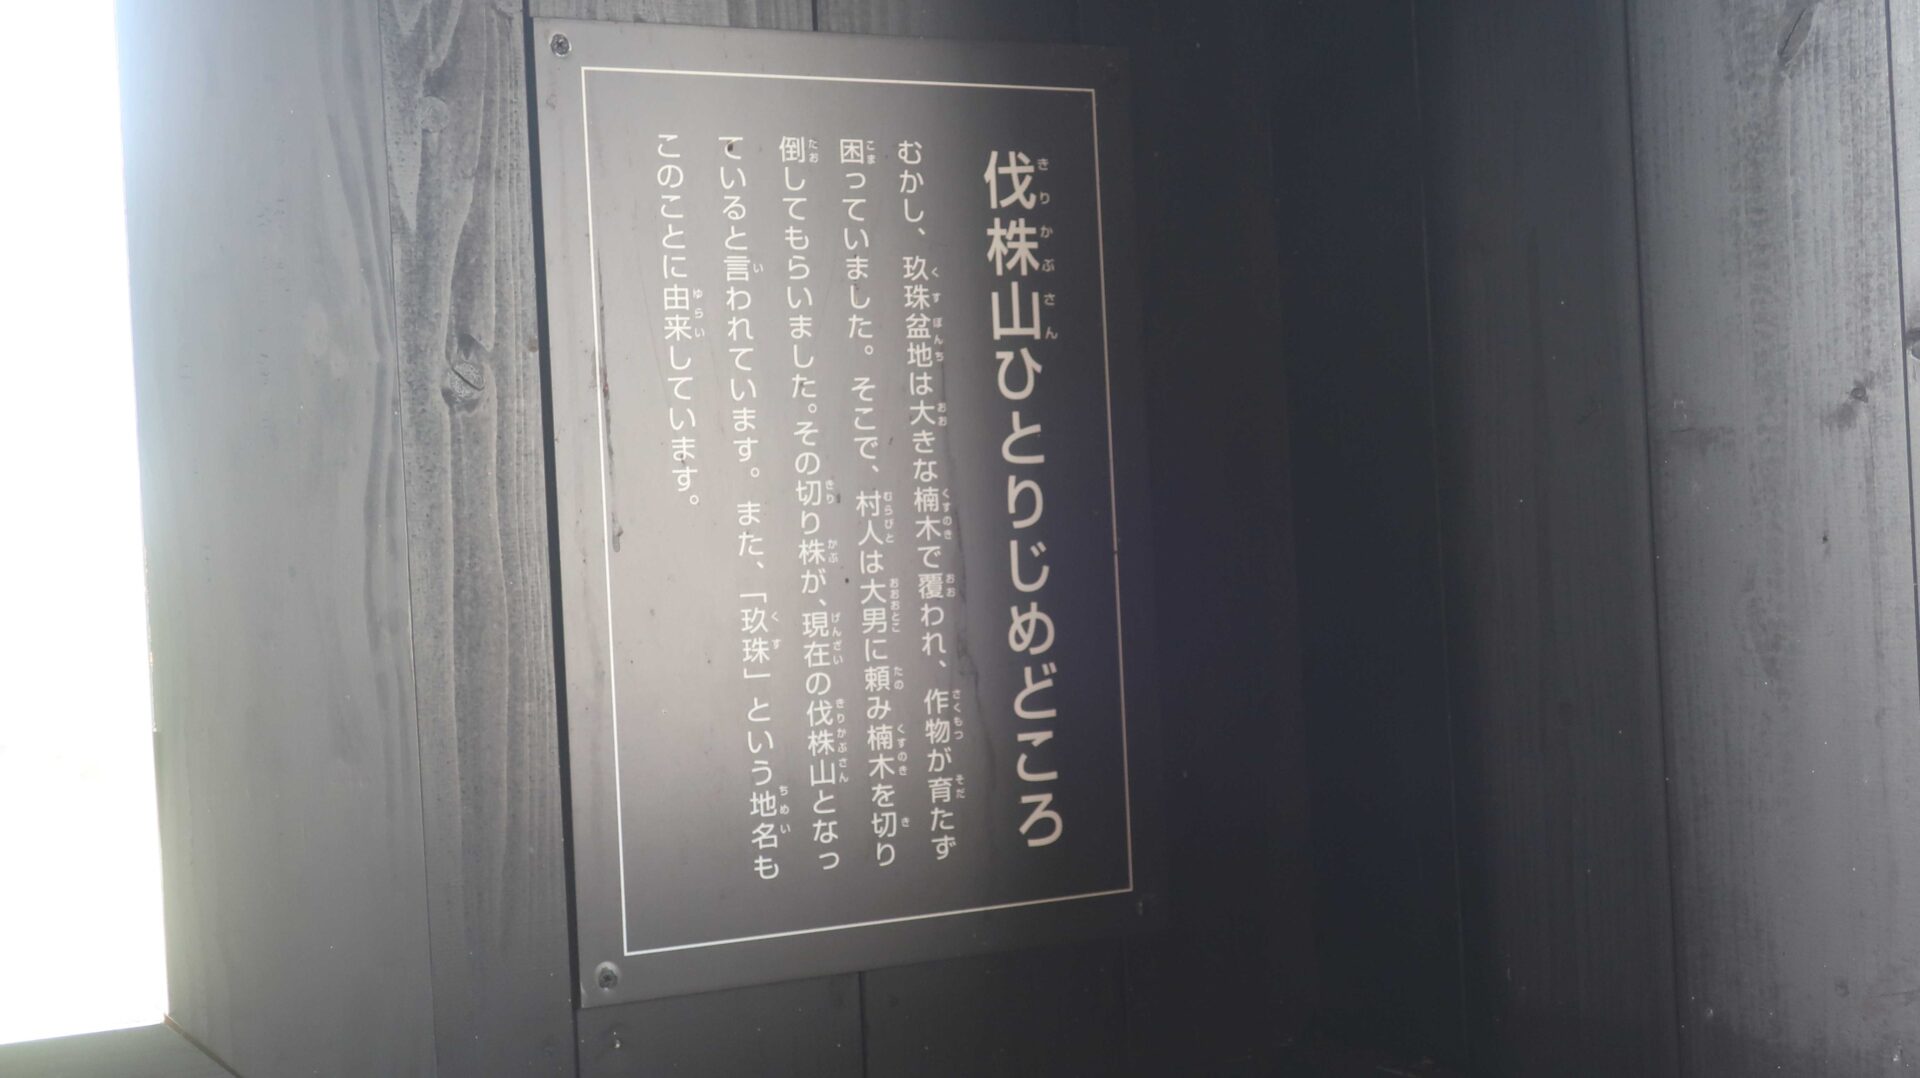 伐株山ひとりじめどころ
むかし、玖珠盆地は大きな楠木で覆われ、作物が育たず
困っていました。そこで、村人は大男に頼み楠木を切り
倒してもらいました。その切り株が、現在の伐株山となっ
ていると言われています。また、「玖珠」という地名も
このことに由来しています。